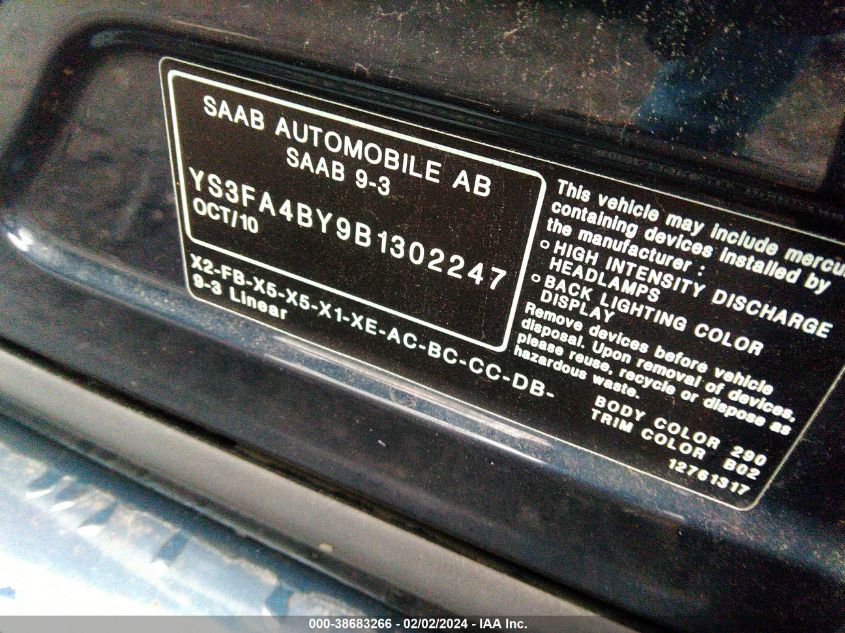 SAAB AUTOMOBILE AB
SAAB 9-3
YS3FA4BY9B1302247
OCT/10
X2-FB-X5-X5-X1-XE-AC-BC-CC-DB-
9-3 Linear
This vehicle may include mercu
containing devices installed by
the manufacturer :
○ HIGH INTENSITY DISCHARGE
HEADLAMPS
○ BACK LIGHTING COLOR
DISPLAY
Remove devices before vehicle
disposal. Upon removal of devices,
please reuse, recycle or dispose as
hazardous waste.
BODY COLOR 290
TRIM COLOR B02
12761317
000-38683266 - 02/02/2024 - IAA Inc.